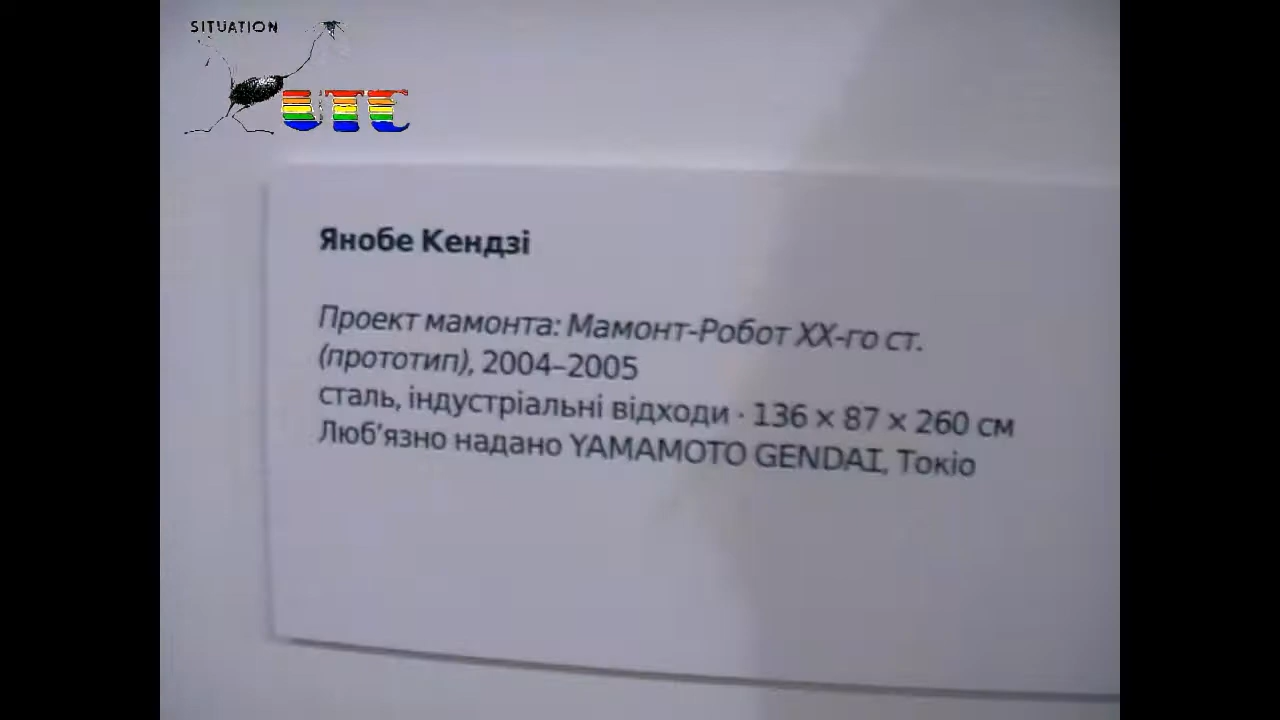 SITUATION
UTE
Янобе Кендзі
Проект мамонта: Мамонт-Робот XX-го ст.
(прототип), 2004–2005
сталь, індустріальні відходи · 136 × 87 × 260 см
Люб’язно надано YAMAMOTO GENDAI, Токіо